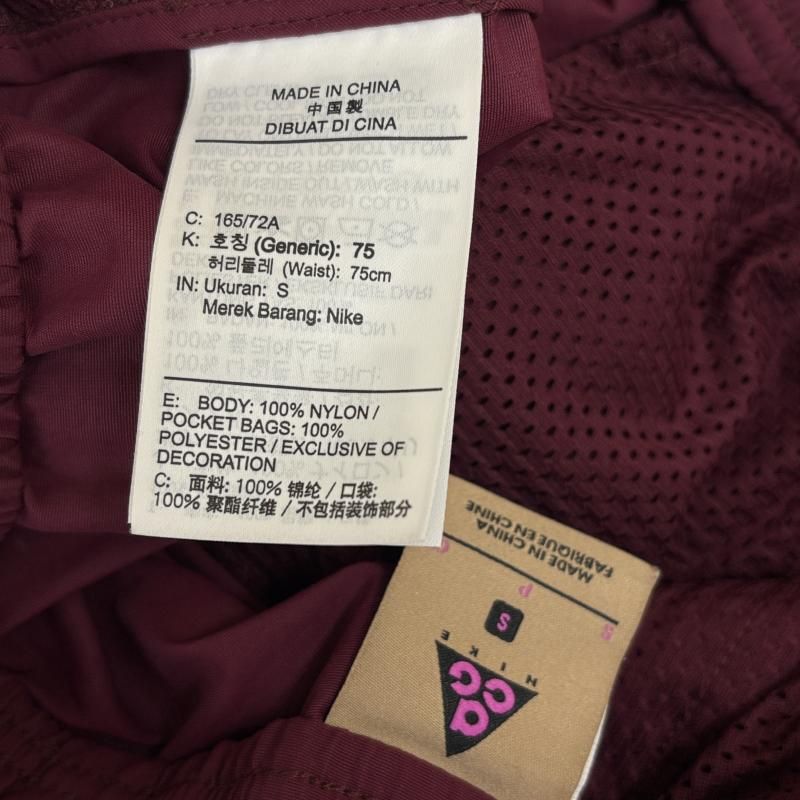 MADE IN CHINA
中国製
DIBUAT DI CINA
C: 165/72A
K: 호칭 (Generic): 75
허리둘레 (Waist): 75cm
IN: Ukuran: S
Merek Barang: Nike
E: BODY: 100% NYLON /
POCKET BAGS: 100%
POLYESTER / EXCLUSIVE OF
DECORATION
C: 面料: 100% 锦纶 / 口袋:
100% 聚酯纤维 / 不包括装饰部分
aCG
NIKE
S
S P
MADE IN CHINA
FABRIQUE EN CHINE